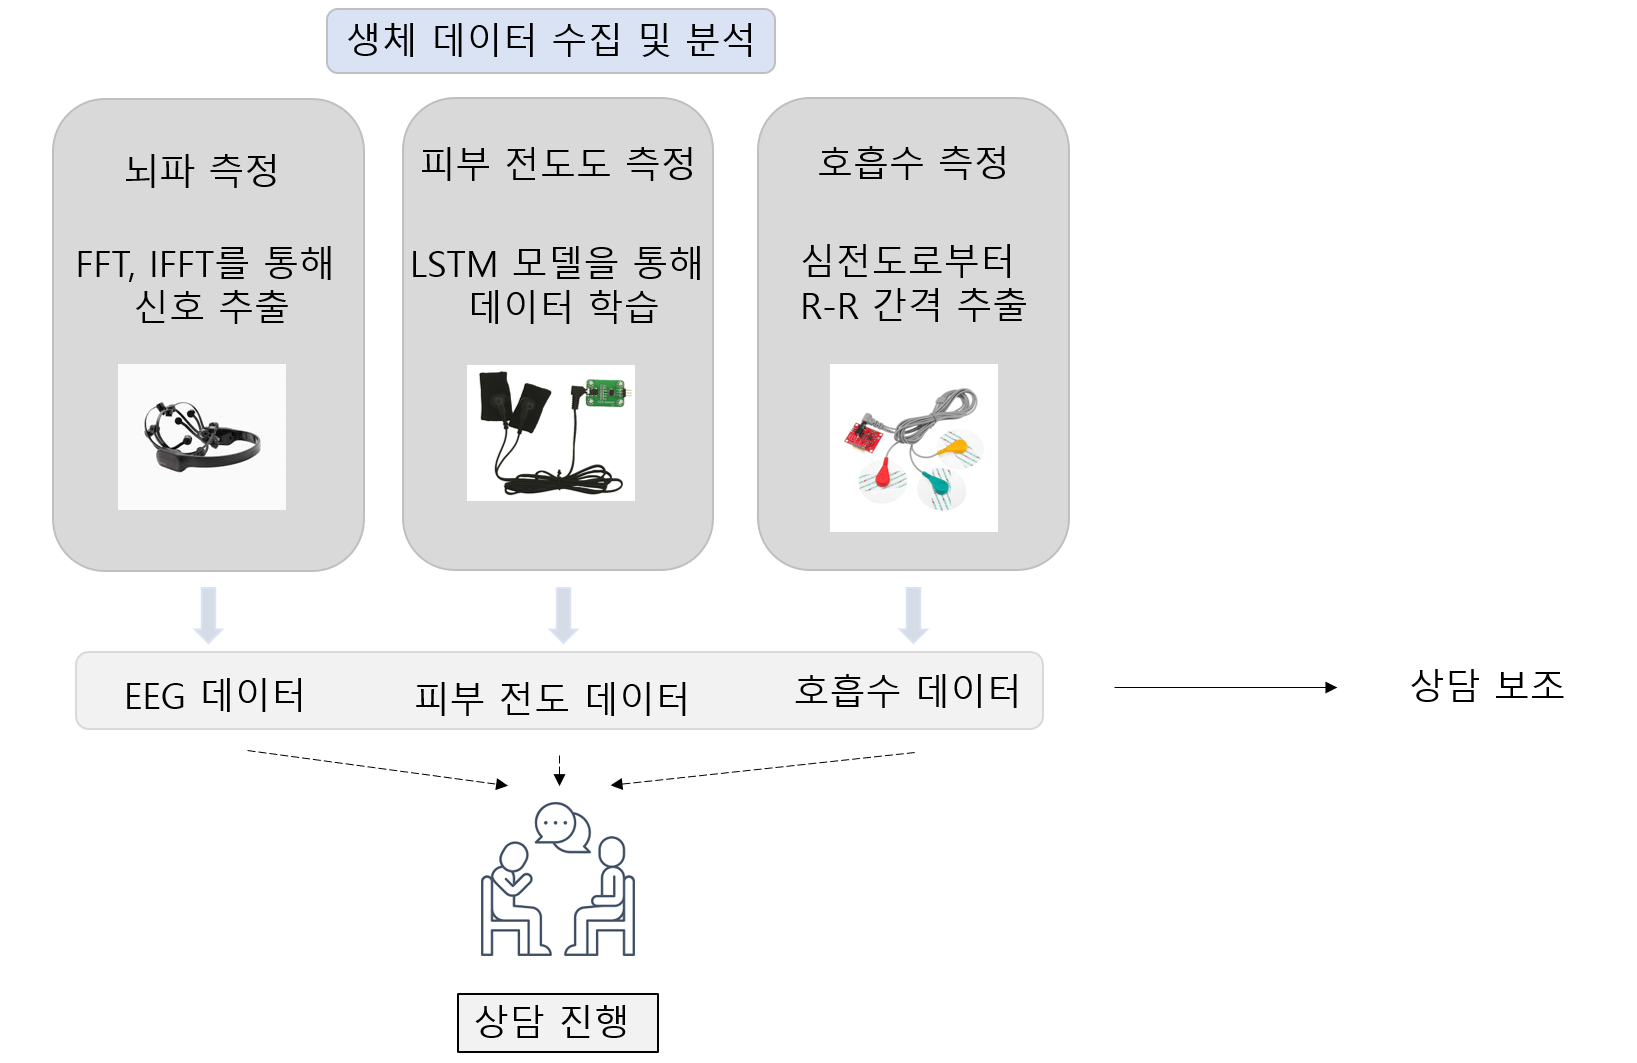 생체 데이터 수집 및 분석
뇌파 측정
FFT, IFFT를 통해
신호 추출
피부 전도도 측정
LSTM 모델을 통해
데이터 학습
호흡수 측정
심전도로부터
R-R 간격 추출
EEG 데이터
피부 전도 데이터
호흡수 데이터
상담 보조
상담 진행